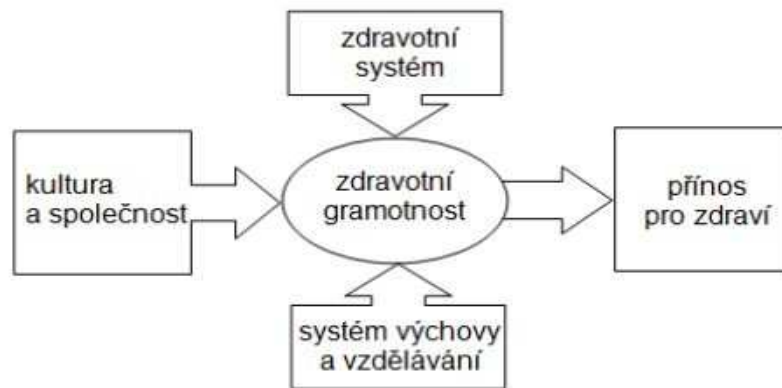 zdravotní
systém
kultura
a společnost
zdravotní
gramotnost
přínos
pro zdraví
systém výchovy
a vzdělávání